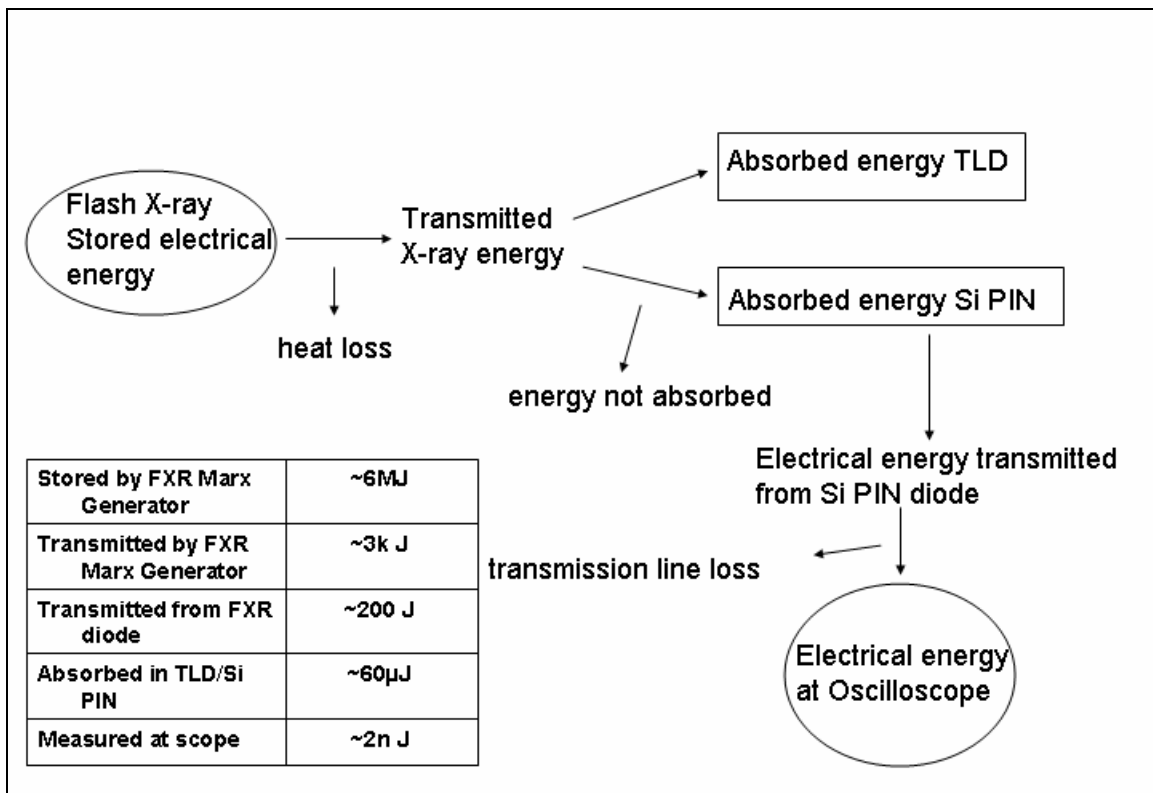 Flash X-ray
Stored electrical
energy
Transmitted
X-ray energy
Absorbed energy TLD
Absorbed energy Si PIN
heat loss
energy not absorbed
Electrical energy transmitted
from Si PIN diode
transmission line loss
Electrical energy
at Oscilloscope
Stored by FXR Marx
Generator
~6MJ
Transmitted by FXR
Marx Generator
~3k J
Transmitted from FXR
diode
~200 J
Absorbed in TLD/Si
PIN
~60µJ
Measured at scope
~2n J